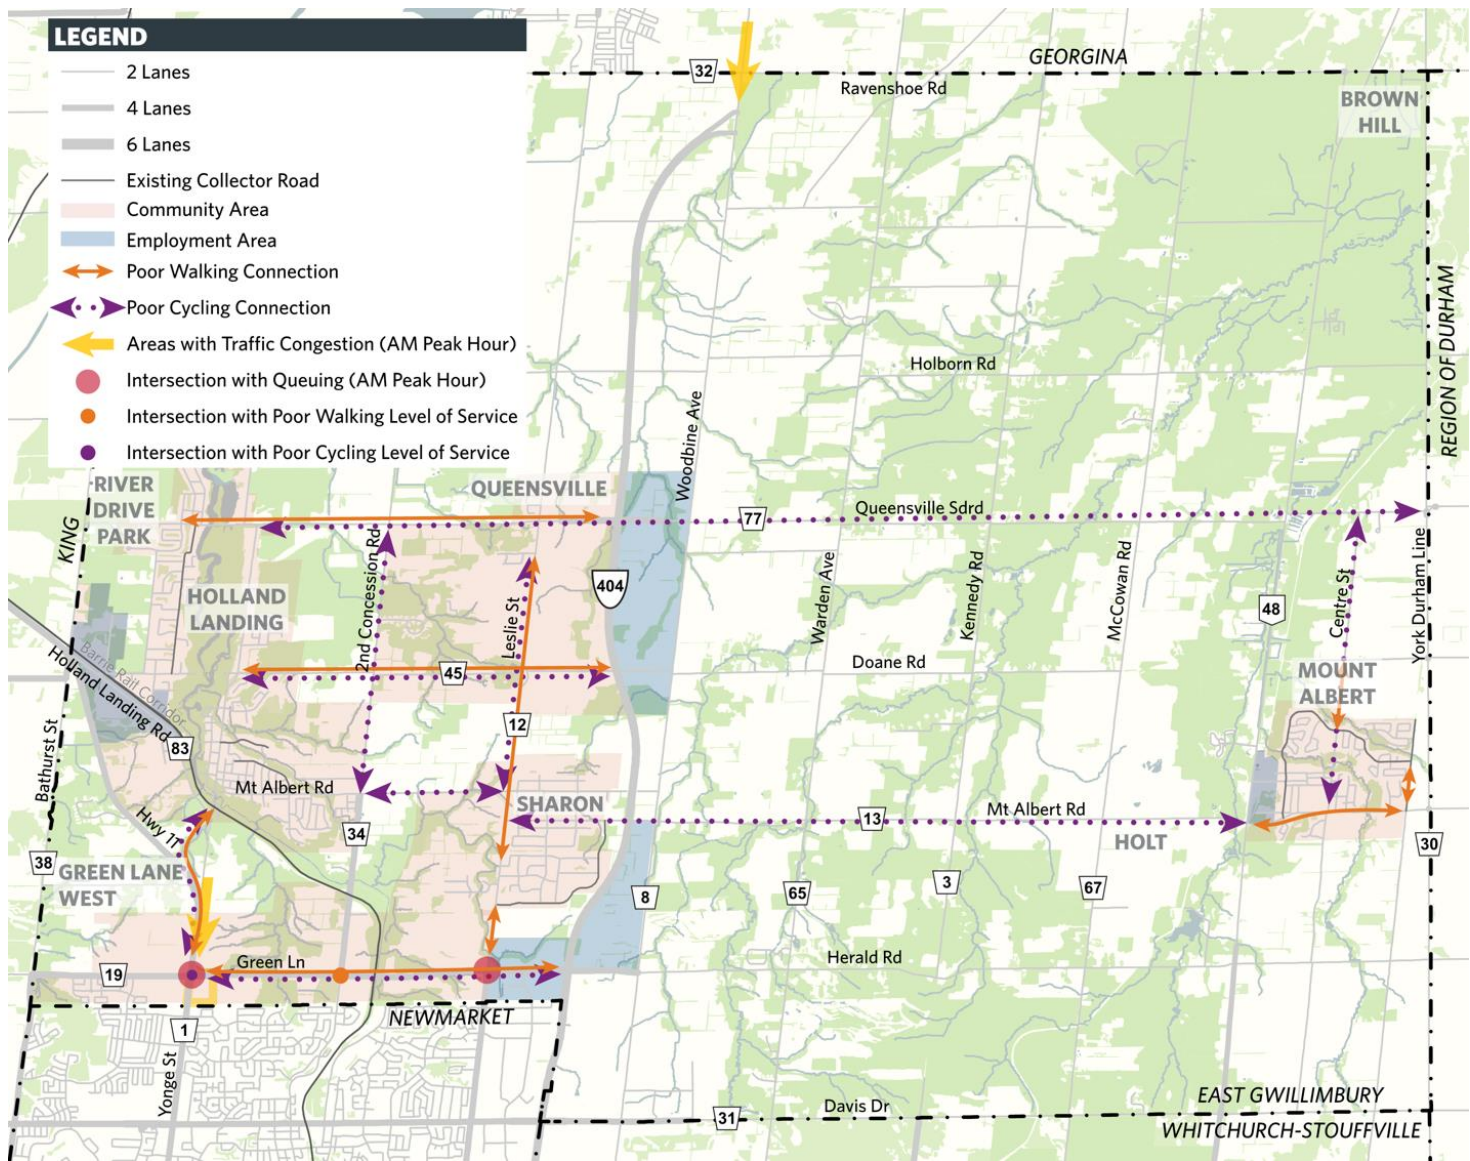 LEGEND
2 Lanes
4 Lanes
6 Lanes
Existing Collector Road
Community Area
Employment Area
Poor Walking Connection
Poor Cycling Connection
Areas with Traffic Congestion (AM Peak Hour)
Intersection with Queuing (AM Peak Hour)
Intersection with Poor Walking Level of Service
Intersection with Poor Cycling Level of Service
GEORGINA
32
Ravenshoe Rd
BROWN
HILL
REGION OF DURHAM
Holborn Rd
Woodbine Ave
RIVER
DRIVE
PARK
KING
QUEENSVILLE
77
Queensville Sdrd
2nd Concession Rd
404
HOLLAND
LANDING
Leslie St
Warden Ave
Kennedy Rd
McCowan Rd
48
Centre St
York Durham Line
Barrie Rail Corridor
Holland Landing Rd
45
Doane Rd
MOUNT
ALBERT
12
83
Bathurst St
Mt Albert Rd
SHARON
Mt Albert Rd
13
Hwy 11
34
HOLT
30
38
GREEN LANE
WEST
8
65
3
67
Green Ln
Herald Rd
19
NEWMARKET
1
Yonge St
EAST GWILLIMBURY
Davis Dr
31
WHITCHURCH-STOUFFVILLE